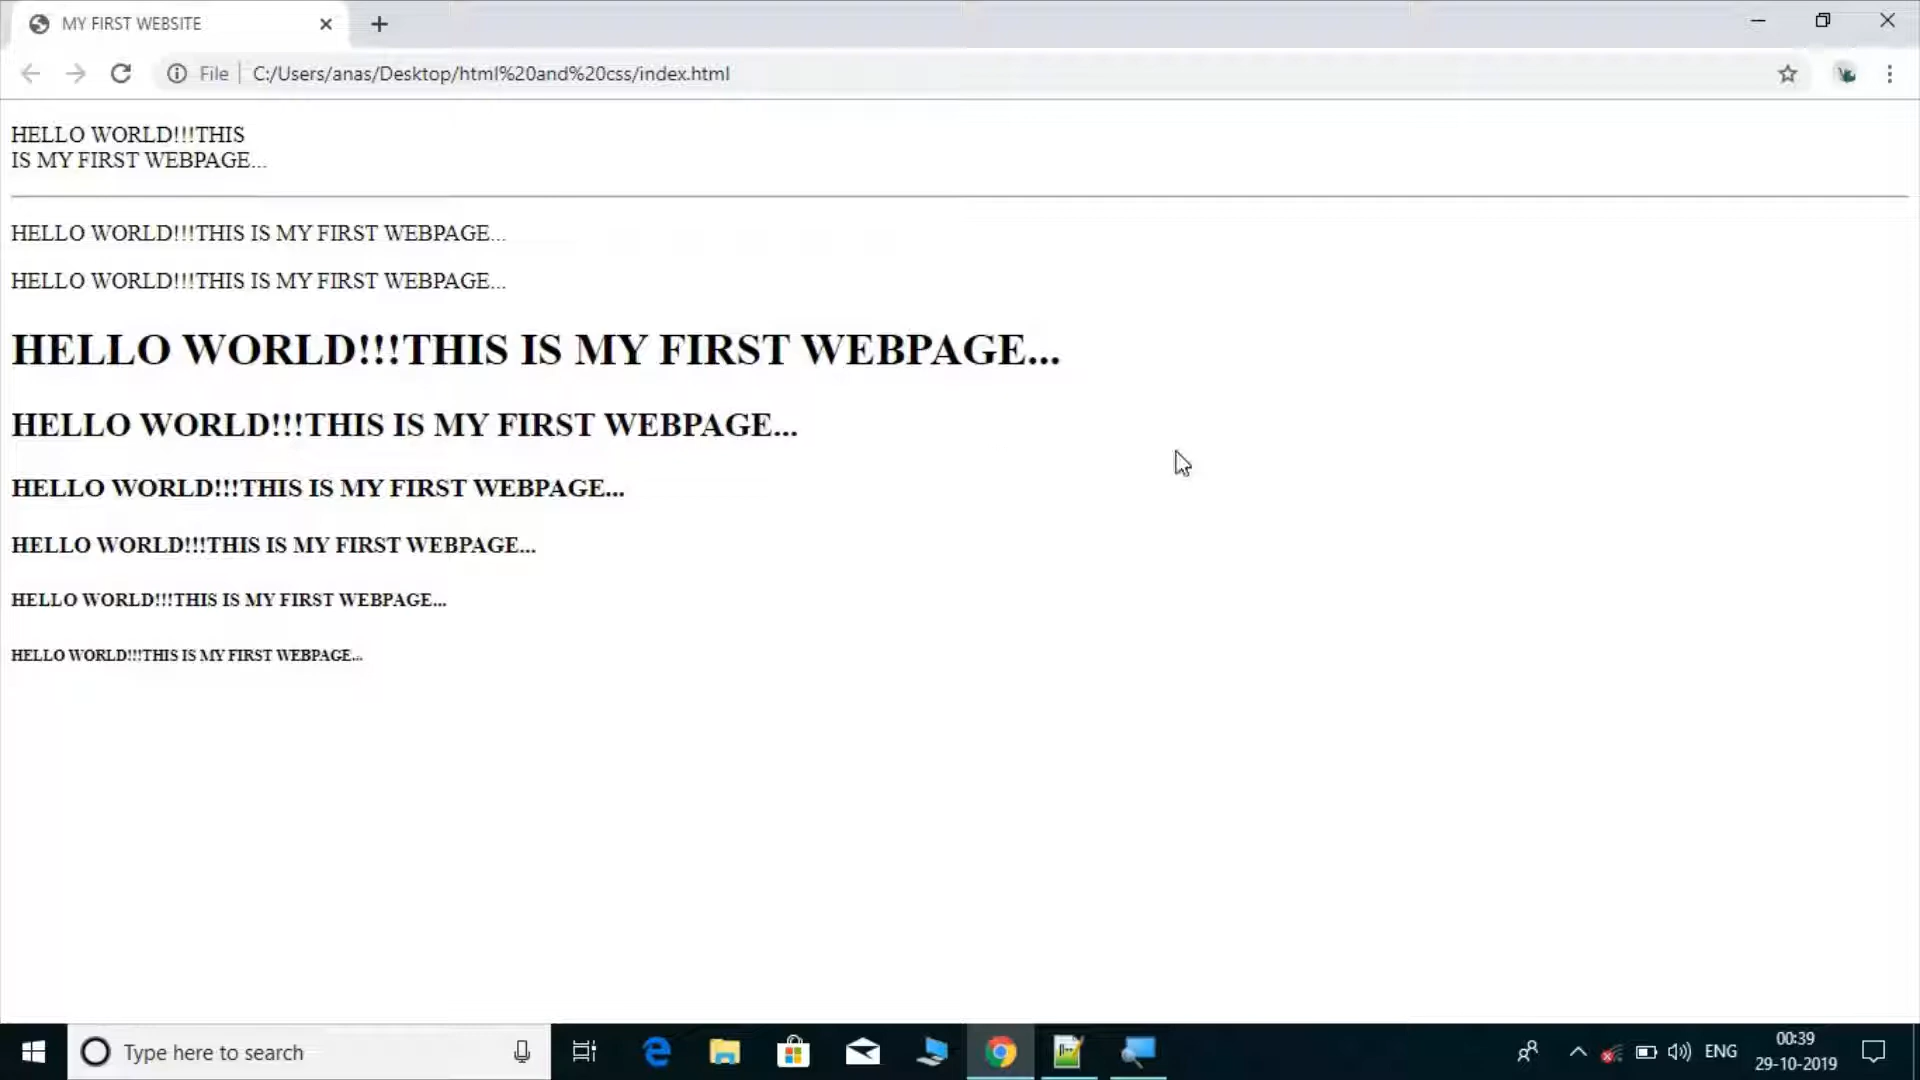 MY FIRST WEBSITE
File | C:/Users/anas/Desktop/html%20and%20css/index.html
HELLO WORLD!!!THIS
IS MY FIRST WEBPAGE...
HELLO WORLD!!!THIS IS MY FIRST WEBPAGE...
HELLO WORLD!!!THIS IS MY FIRST WEBPAGE...
HELLO WORLD!!!THIS IS MY FIRST WEBPAGE...
HELLO WORLD!!!THIS IS MY FIRST WEBPAGE...
HELLO WORLD!!!THIS IS MY FIRST WEBPAGE...
HELLO WORLD!!!THIS IS MY FIRST WEBPAGE...
HELLO WORLD!!!THIS IS MY FIRST WEBPAGE...
HELLO WORLD!!!THIS IS MY FIRST WEBPAGE...
Type here to search
ENG
00:39
29-10-2019